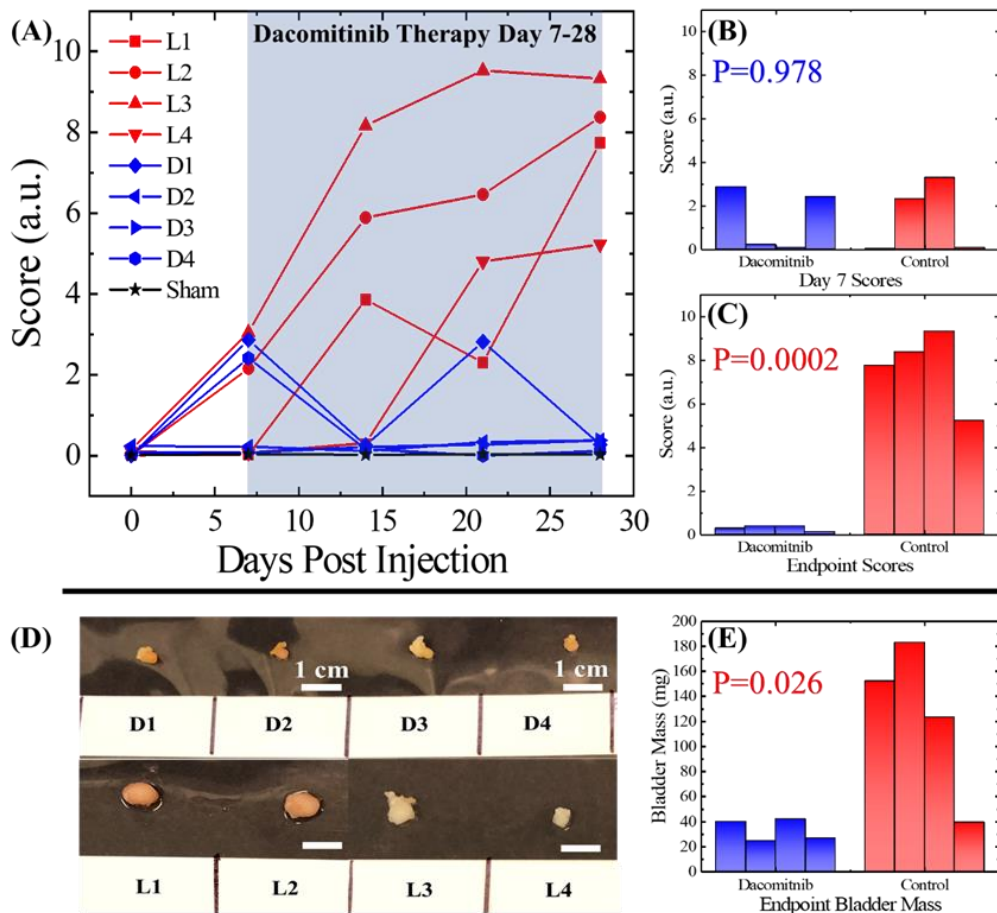 (A)
Dacomitinib Therapy Day 7-28
L1
L2
L3
L4
D1
D2
D3
D4
Sham
Score (a.u.)
10
8
6
4
2
0
0 5 10 15 20 25 30
Days Post Injection
(B)
P=0.978
Score (a.u.)
10
8
6
4
2
0
Dacomitnib Control
Day 7 Scores
(C)
P=0.0002
Score (a.u.)
10
8
6
4
2
0
Dacomitinib Control
Endpoint Scores
(D)
1 cm 1 cm
D1 D2 D3 D4
L1 L2 L3 L4
(E)
P=0.026
Bladder Mass (mg)
200
180
160
140
120
100
80
60
40
20
0
Dacomitinib Control
Endpoint Bladder Mass